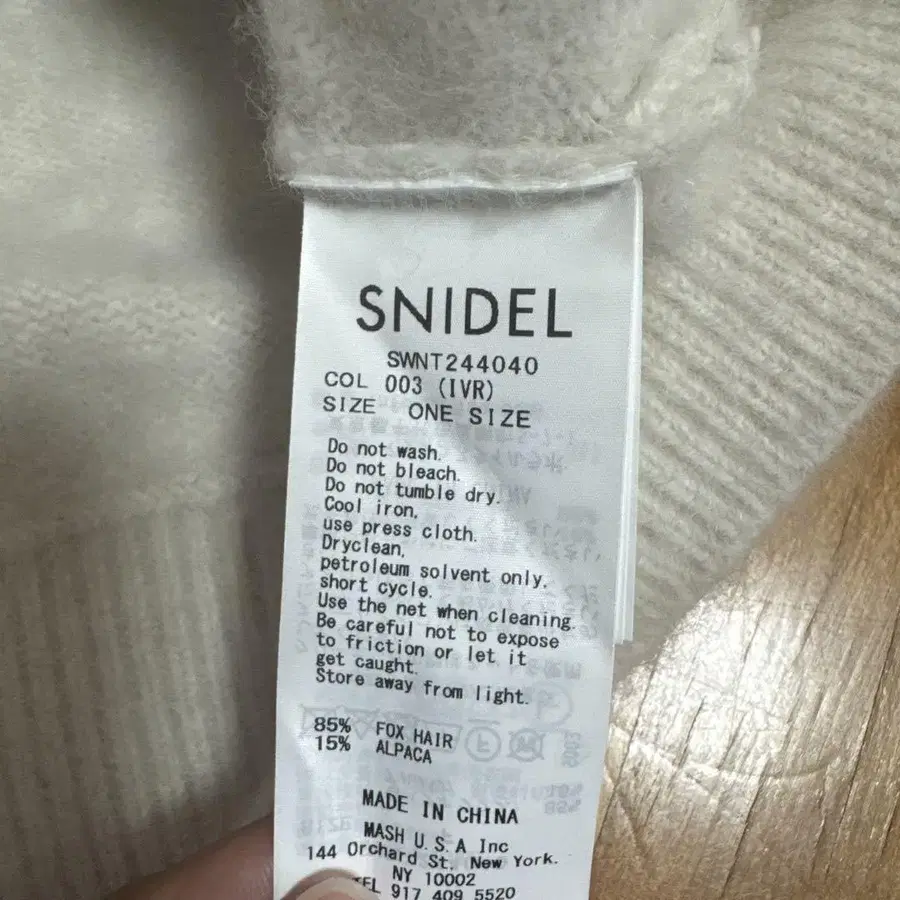 SNIDEL
SWNT244040
COL 003 (IVR)
SIZE ONE SIZE
Do not wash.
Do not bleach.
Do not tumble dry.
Cool iron,
use press cloth.
Dryclean,
petroleum solvent only,
short cycle.
Use the net when cleaning.
Be careful not to expose
to friction or let it
get caught.
Store away from light.
85% FOX HAIR
15% ALPACA
MADE IN CHINA
MASH U.S.A Inc
144 Orchard St, New York.
NY 10002
TEL 917 409 5520